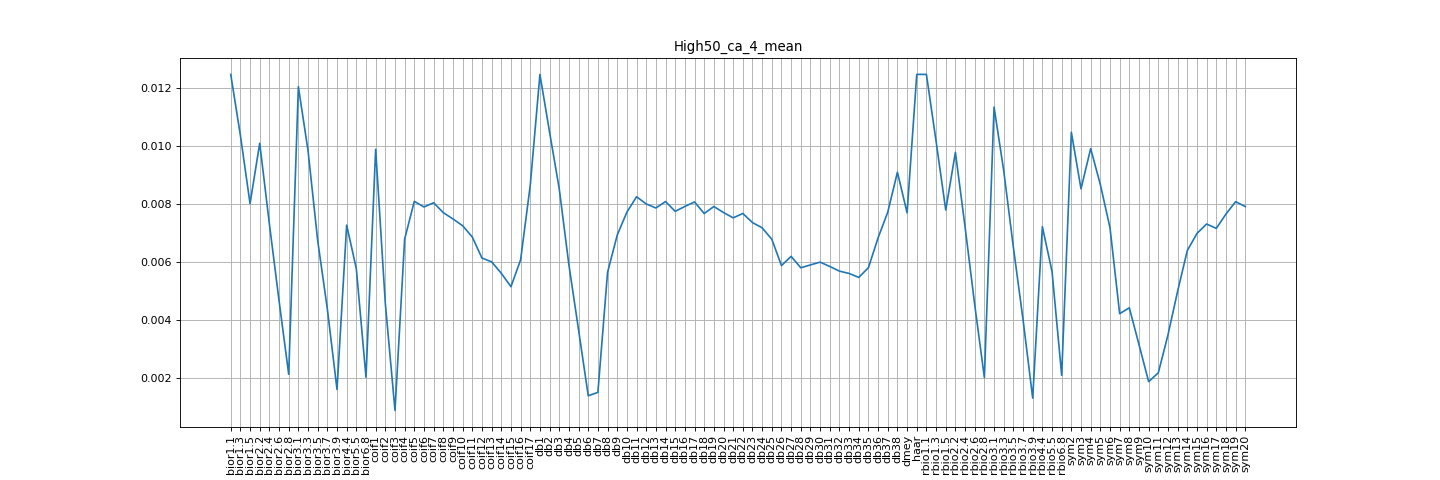 High50_ca_4_mean
0.012
0.010
0.008
0.006
0.004
0.002
bior1.1
bior1.3
bior1.5
bior2.2
bior2.4
bior2.6
bior2.8
bior3.1
bior3.3
bior3.5
bior3.7
bior3.9
bior4.4
bior5.5
bior6.8
coif1
coif2
coif3
coif4
coif5
coif6
coif7
coif8
coif9
coif10
coif11
coif12
coif13
coif14
coif15
coif16
coif17
db1
db2
db3
db4
db5
db6
db7
db8
db9
db10
db11
db12
db13
db14
db15
db16
db17
db18
db19
db20
db21
db22
db23
db24
db25
db26
db27
db28
db29
db30
db31
db32
db33
db34
db35
db36
db37
db38
dmey
haar
rbio1.1
rbio1.3
rbio1.5
rbio2.2
rbio2.4
rbio2.6
rbio2.8
rbio3.1
rbio3.3
rbio3.5
rbio3.7
rbio3.9
rbio4.4
rbio5.5
rbio6.8
sym2
sym3
sym4
sym5
sym6
sym7
sym8
sym9
sym10
sym11
sym12
sym13
sym14
sym15
sym16
sym17
sym18
sym19
sym20